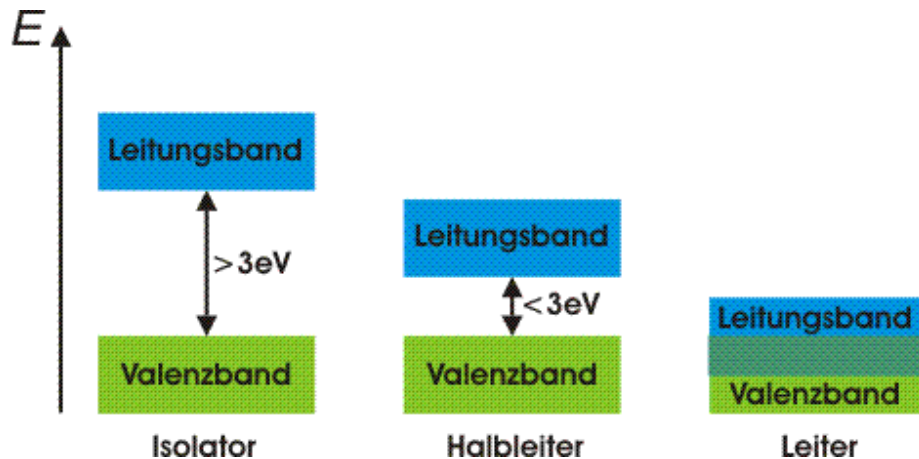 E
Leitungsband
>3eV
Valenzband
Isolator
Leitungsband
<3eV
Valenzband
Halbleiter
Leitungsband
Valenzband
Leiter